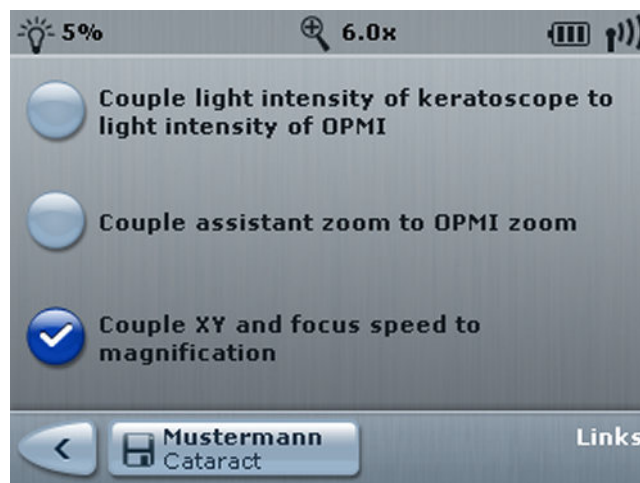 5% 6.0x
Couple light intensity of keratoscope to
light intensity of OPMI
Couple assistant zoom to OPMI zoom
Couple XY and focus speed to
magnification
Mustermann
Cataract
Links